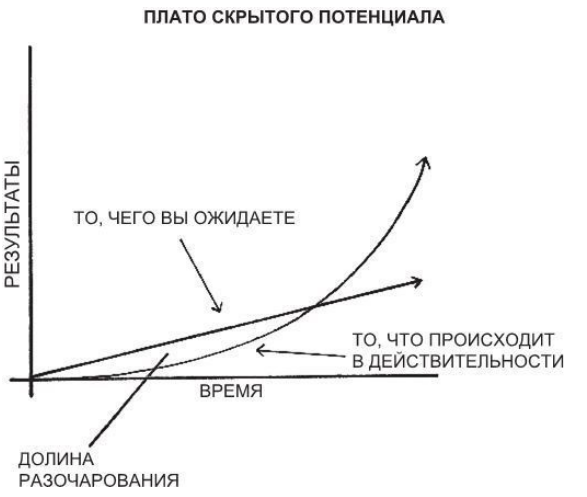 ПЛАТО СКРЫТОГО ПОТЕНЦИАЛА
РЕЗУЛЬТАТЫ
ТО, ЧЕГО ВЫ ОЖИДАЕТЕ
ТО, ЧТО ПРОИСХОДИТ
В ДЕЙСТВИТЕЛЬНОСТИ
ВРЕМЯ
ДОЛИНА
РАЗОЧАРОВАНИЯ